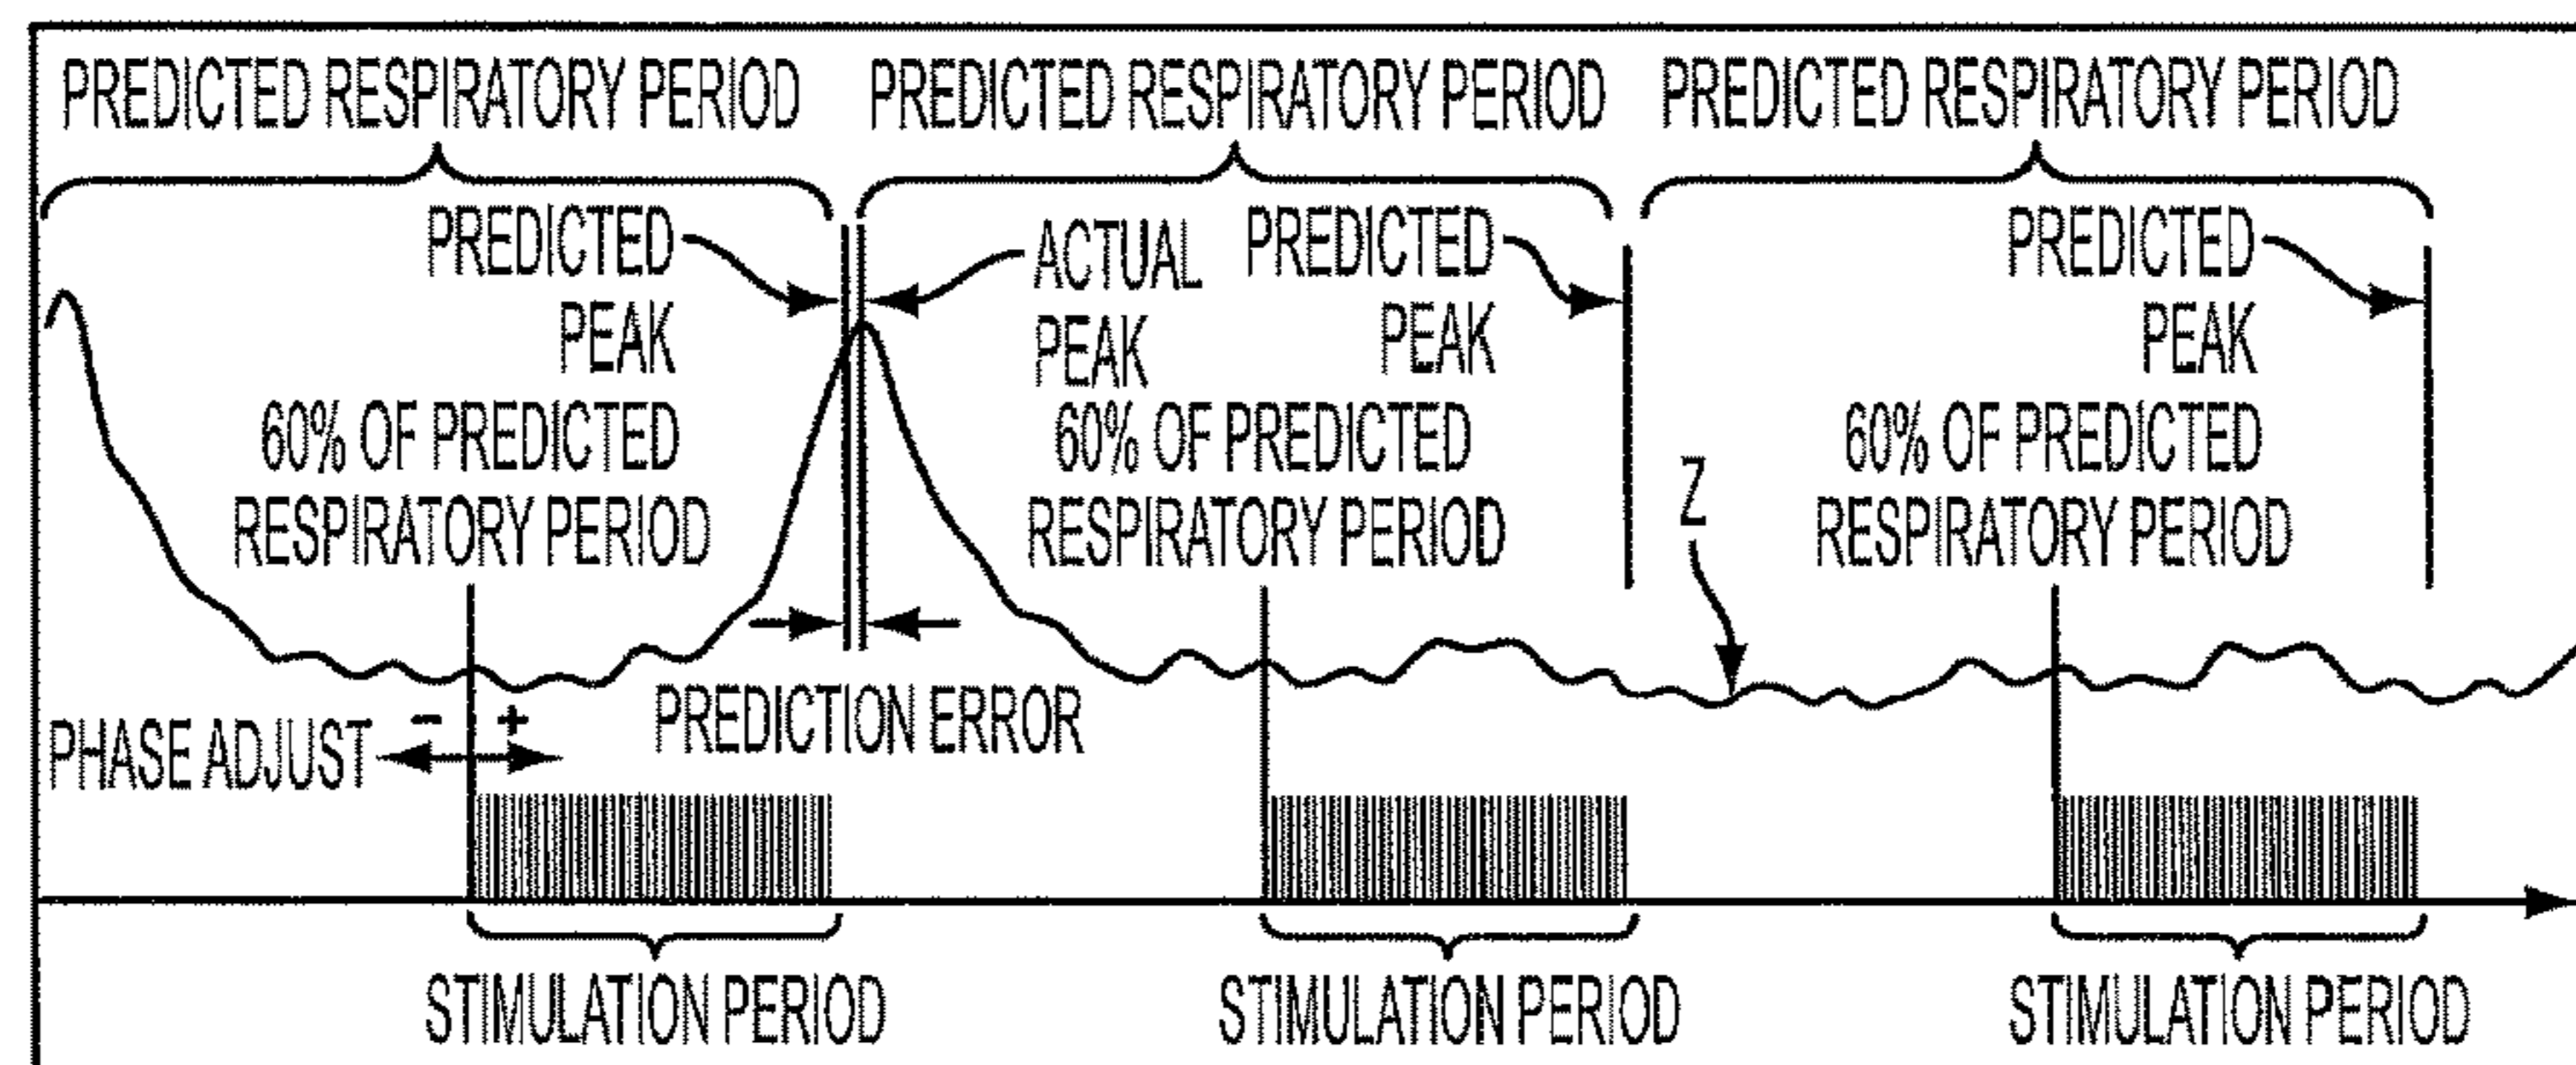 PREDICTED RESPIRATORY PERIOD
PREDICTED RESPIRATORY PERIOD
PREDICTED RESPIRATORY PERIOD
PREDICTED
PEAK
ACTUAL
PEAK
PREDICTED
PEAK
PREDICTED
PEAK
60% OF PREDICTED
RESPIRATORY PERIOD
60% OF PREDICTED
RESPIRATORY PERIOD
Z
60% OF PREDICTED
RESPIRATORY PERIOD
PHASE ADJUST
- +
PREDICTION ERROR
STIMULATION PERIOD
STIMULATION PERIOD
STIMULATION PERIOD